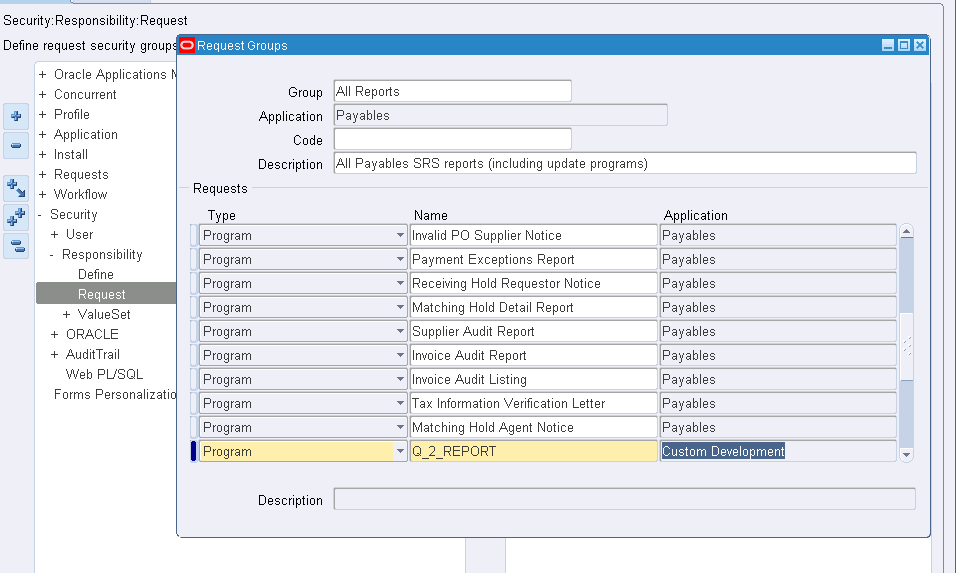 Security:Responsibility:Request
Define request security groups
+ Oracle Applications M
+ Concurrent
+ Profile
+ Application
+ Install
+ Requests
+ Workflow
- Security
+ User
- Responsibility
Define
Request
+ ValueSet
+ ORACLE
+ AuditTrail
Web PL/SQL
Forms Personalizatio
Request Groups
Group All Reports
Application Payables
Code
Description All Payables SRS reports (including update programs)
Requests
Type Name Application
Program Invalid PO Supplier Notice Payables
Program Payment Exceptions Report Payables
Program Receiving Hold Requestor Notice Payables
Program Matching Hold Detail Report Payables
Program Supplier Audit Report Payables
Program Invoice Audit Report Payables
Program Invoice Audit Listing Payables
Program Tax Information Verification Letter Payables
Program Matching Hold Agent Notice Payables
Program Q_2_REPORT Custom Development
Description